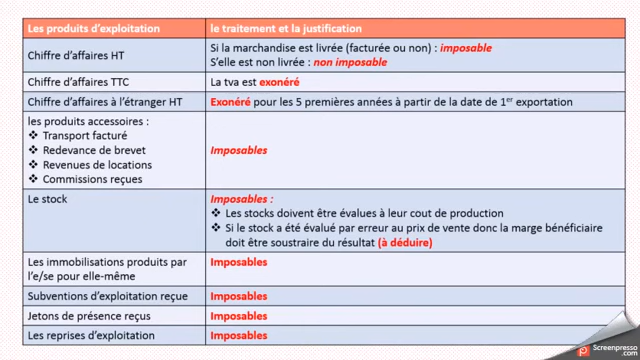 Les produits d'exploitation
le traitement et la justification
Chiffre d'affaires HT
Si la marchandise est livrée (facturée ou non) : imposable
S'elle est non livrée : non imposable
Chiffre d'affaires TTC
La tva est exonéré
Chiffre d'affaires à l'étranger HT
Exonéré pour les 5 premières années à partir de la date de 1er exportation
les produits accessoires :
❖ Transport facturé
❖ Redevance de brevet
❖ Revenues de locations
❖ Commissions reçues
Imposables
Le stock
Imposables :
❖ Les stocks doivent être évalues à leur cout de production
❖ Si le stock a été évalué par erreur au prix de vente donc la marge bénéficiaire
doit être soustraire du résultat (à déduire)
Les immobilisations produits par
l'e/se pour elle-même
Imposables
Subventions d'exploitation reçue
Imposables
Jetons de présence reçus
Imposables
Les reprises d'exploitation
Imposables
Screenpresso
.com